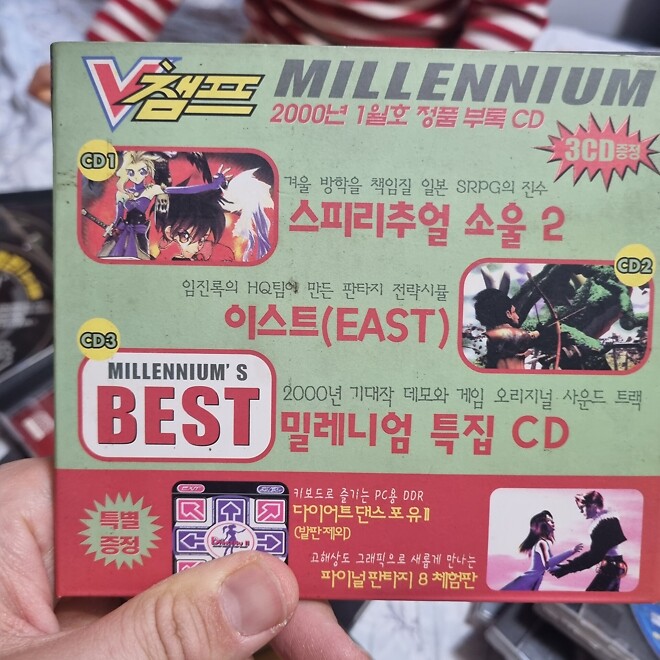 V챔프 MILLENNIUM
2000년 1월호 정품 부록 CD
3CD증정
CD1
겨울 방학을 책임질 일본 SRPG의 진수
스피리추얼 소울 2
CD2
임진록의 HQ팀이 만든 판타지 전략시뮬
이스트(EAST)
CD3
MILLENNIUM'S
BEST
2000년 기대작 데모와 게임 오리지널 사운드 트랙
밀레니엄 특집 CD
특별
증정
키보드로 즐기는 PC용 DDR
다이어트댄스 포 유 II
(발판 제외)
고해상도 그래픽으로 새롭게 만나는
파이널 판타지 8 체험판